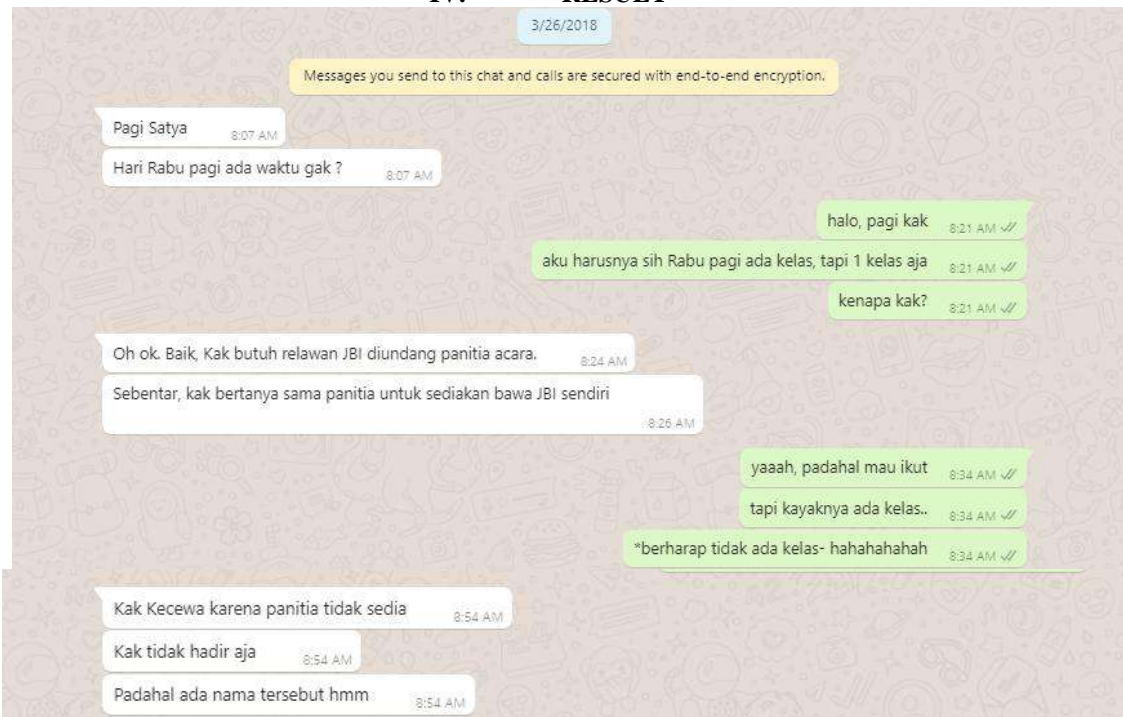 IV. RESULT
3/26/2018
Messages you send to this chat and calls are secured with end-to-end encryption.
Pagi Satya 8:07 AM
Hari Rabu pagi ada waktu gak ? 8:07 AM
halo, pagi kak 8:21 AM
aku harusnya sih Rabu pagi ada kelas, tapi 1 kelas aja 8:21 AM
kenapa kak? 8:21 AM
Oh ok. Baik, Kak butuh relawan JBI diundang panitia acara. 8:24 AM
Sebentar, kak bertanya sama panitia untuk sediakan bawa JBI sendiri
8:26 AM
yaaah, padahal mau ikut 8:34 AM
tapi kayaknya ada kelas.. 8:34 AM
*berharap tidak ada kelas- hahahahahah 8:34 AM
Kak Kecewa karena panitia tidak sedia 8:54 AM
Kak tidak hadir aja 8:54 AM
Padahal ada nama tersebut hmm 8:54 AM